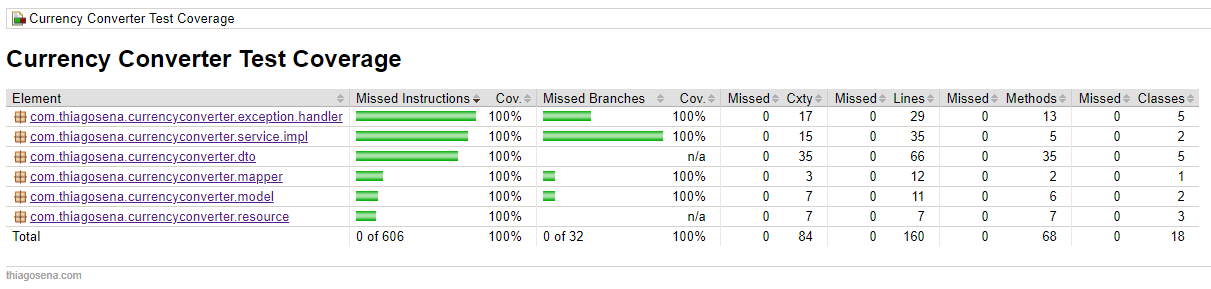 Currency Converter Test Coverage
Currency Converter Test Coverage
Element Missed Instructions Cov. Missed Branches Cov. Missed Cxty Missed Lines Missed Methods Missed Classes
com.thiagosena.currencyconverter.exception.handler 100% 100% 0 17 0 29 0 13 0 5
com.thiagosena.currencyconverter.service.impl 100% 100% 0 15 0 35 0 5 0 2
com.thiagosena.currencyconverter.dto 100% n/a 0 35 0 66 0 35 0 5
com.thiagosena.currencyconverter.mapper 100% 100% 0 3 0 12 0 2 0 1
com.thiagosena.currencyconverter.model 100% 100% 0 7 0 11 0 6 0 2
com.thiagosena.currencyconverter.resource 100% n/a 0 7 0 7 0 7 0 3
Total 0 of 606 100% 0 of 32 100% 0 84 0 160 0 68 0 18
thiagosena.com